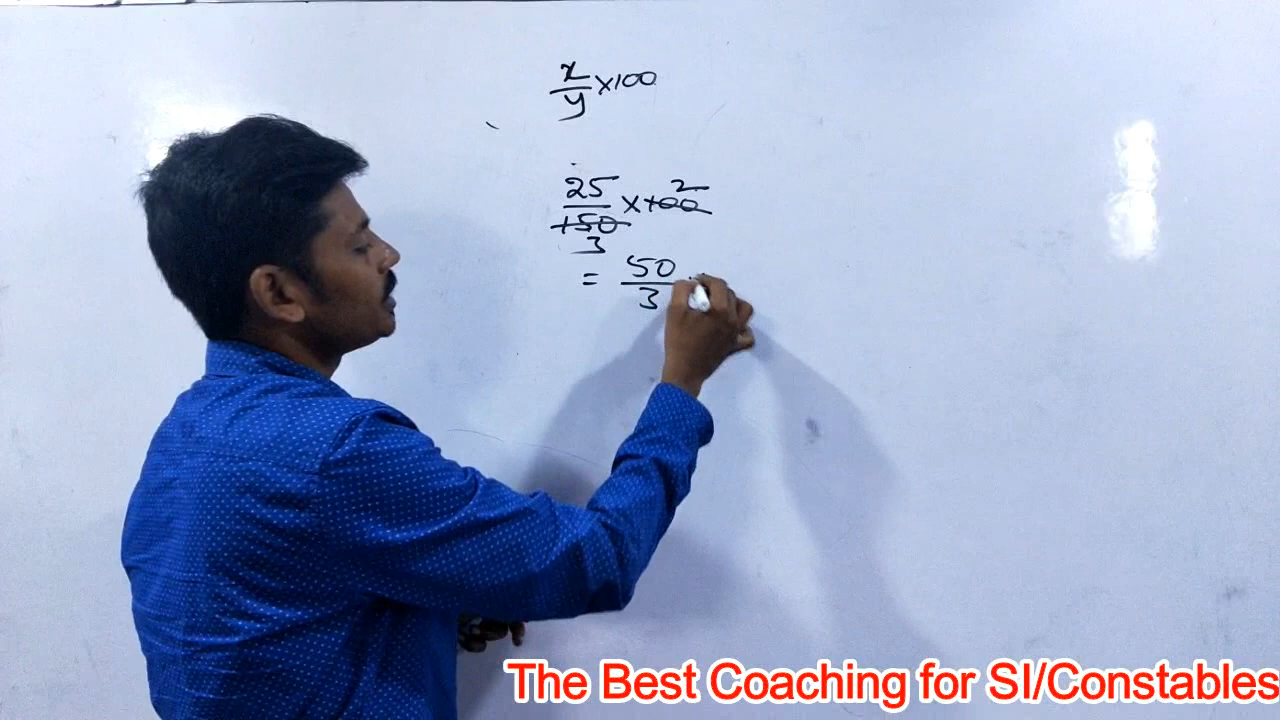 x/y ×100
25/150 ×100 2
3
= 50/3
The Best Coaching for SI/Constables